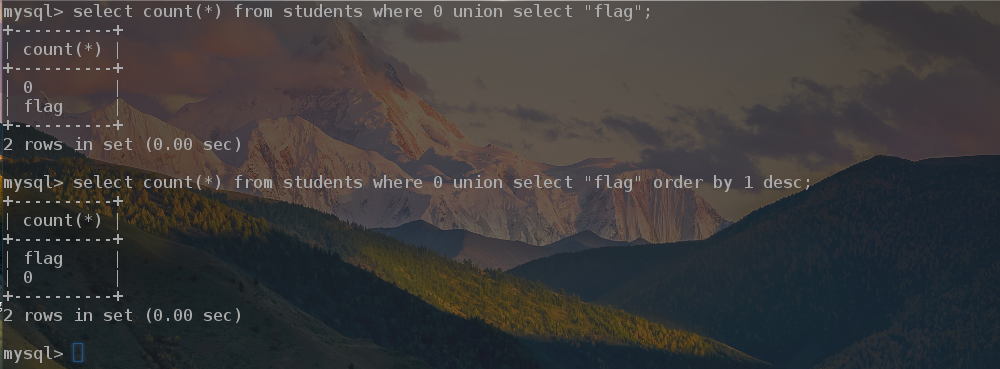 mysql> select count(*) from students where 0 union select "flag";
+----------+
| count(*) |
+----------+
| 0        |
| flag     |
+----------+
2 rows in set (0.00 sec)
mysql> select count(*) from students where 0 union select "flag" order by 1 desc;
+----------+
| count(*) |
+----------+
| flag     |
| 0        |
+----------+
2 rows in set (0.00 sec)
mysql>